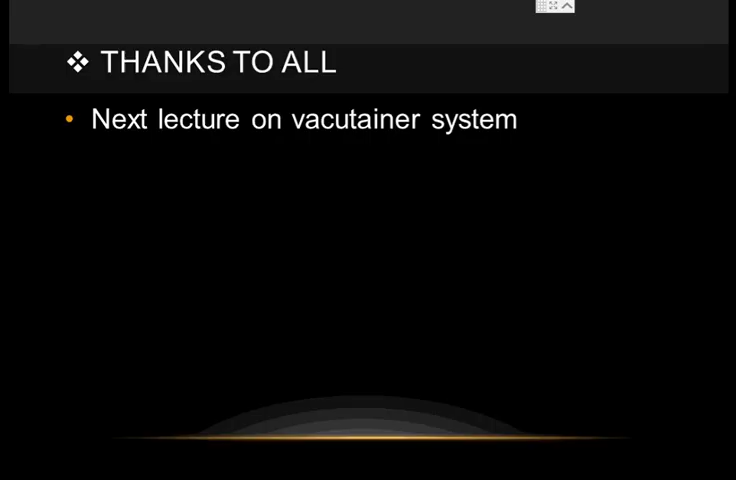 ❖ THANKS TO ALL
• Next lecture on vacutainer system